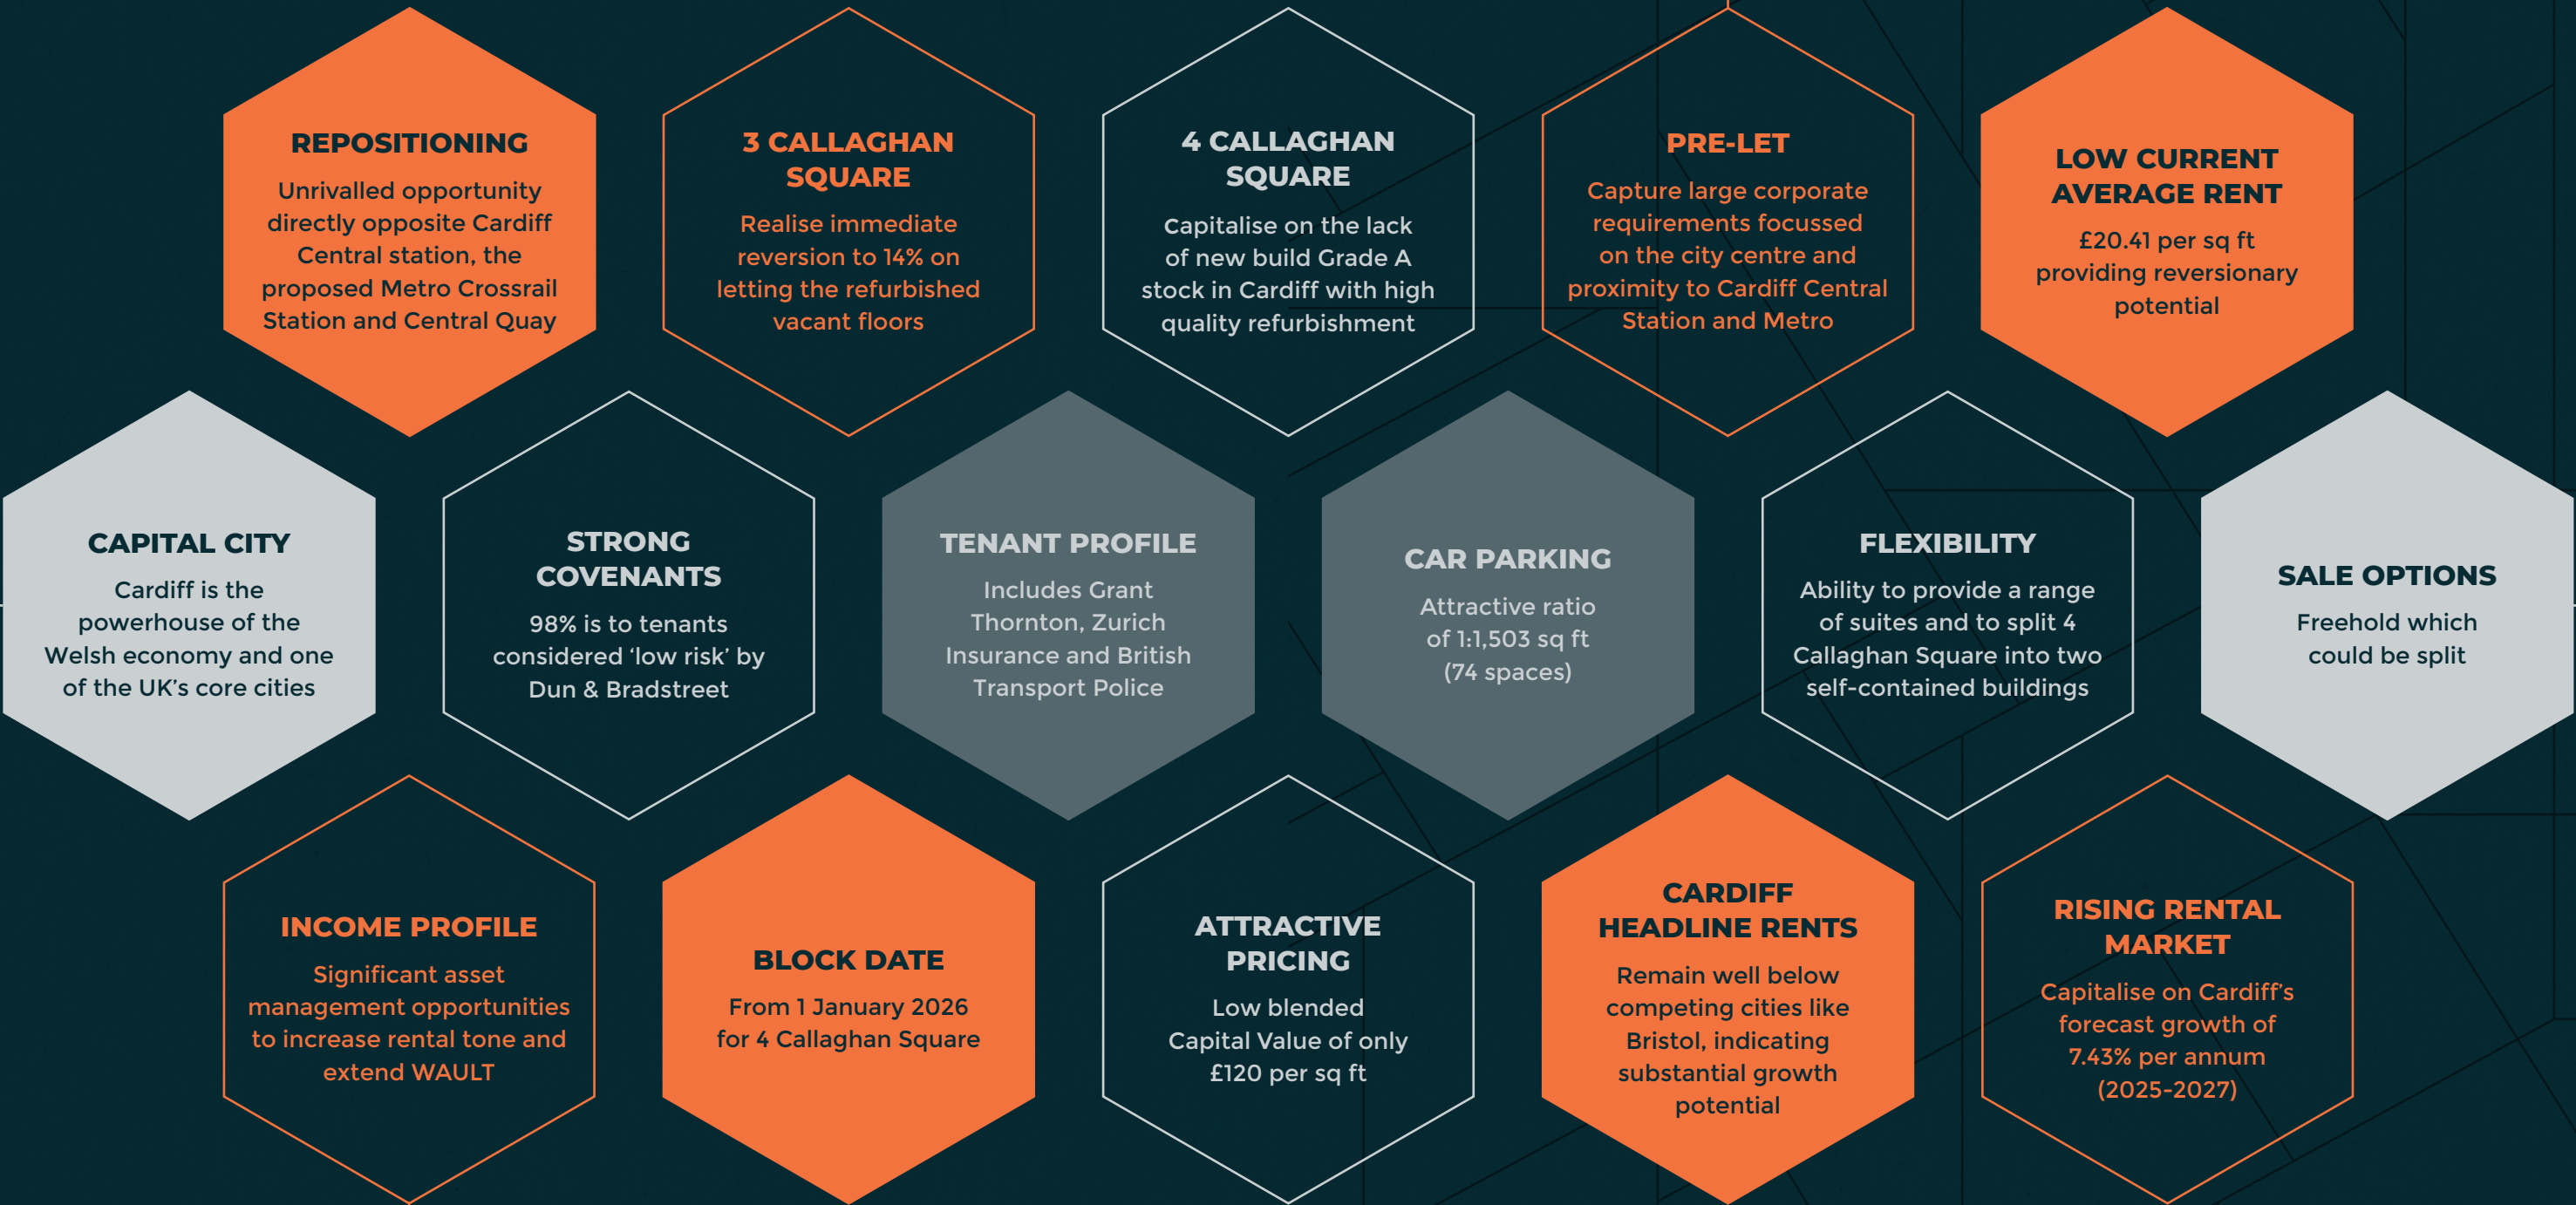 REPOSITIONING
Unrivalled opportunity
directly opposite Cardiff
Central station, the
proposed Metro Crossrail
Station and Central Quay
3 CALLAGHAN
SQUARE
Realise immediate
reversion to 14% on
letting the refurbished
vacant floors
4 CALLAGHAN
SQUARE
Capitalise on the lack
of new build Grade A
stock in Cardiff with high
quality refurbishment
PRE-LET
Capture large corporate
requirements focussed
on the city centre and
proximity to Cardiff Central
Station and Metro
LOW CURRENT
AVERAGE RENT
£20.41 per sq ft
providing reversionary
potential
CAPITAL CITY
Cardiff is the
powerhouse of the
Welsh economy and one
of the UK's core cities
STRONG
COVENANTS
98% is to tenants
considered ‘low risk’ by
Dun & Bradstreet
TENANT PROFILE
Includes Grant
Thornton, Zurich
Insurance and British
Transport Police
CAR PARKING
Attractive ratio
of 1:1,503 sq ft
(74 spaces)
FLEXIBILITY
Ability to provide a range
of suites and to split 4
Callaghan Square into two
self-contained buildings
SALE OPTIONS
Freehold which
could be split
INCOME PROFILE
Significant asset
management opportunities
to increase rental tone and
extend WAULT
BLOCK DATE
From 1 January 2026
for 4 Callaghan Square
ATTRACTIVE
PRICING
Low blended
Capital Value of only
£120 per sq ft
CARDIFF
HEADLINE RENTS
Remain well below
competing cities like
Bristol, indicating
substantial growth
potential
RISING RENTAL
MARKET
Capitalise on Cardiff's
forecast growth of
7.43% per annum
(2025-2027)